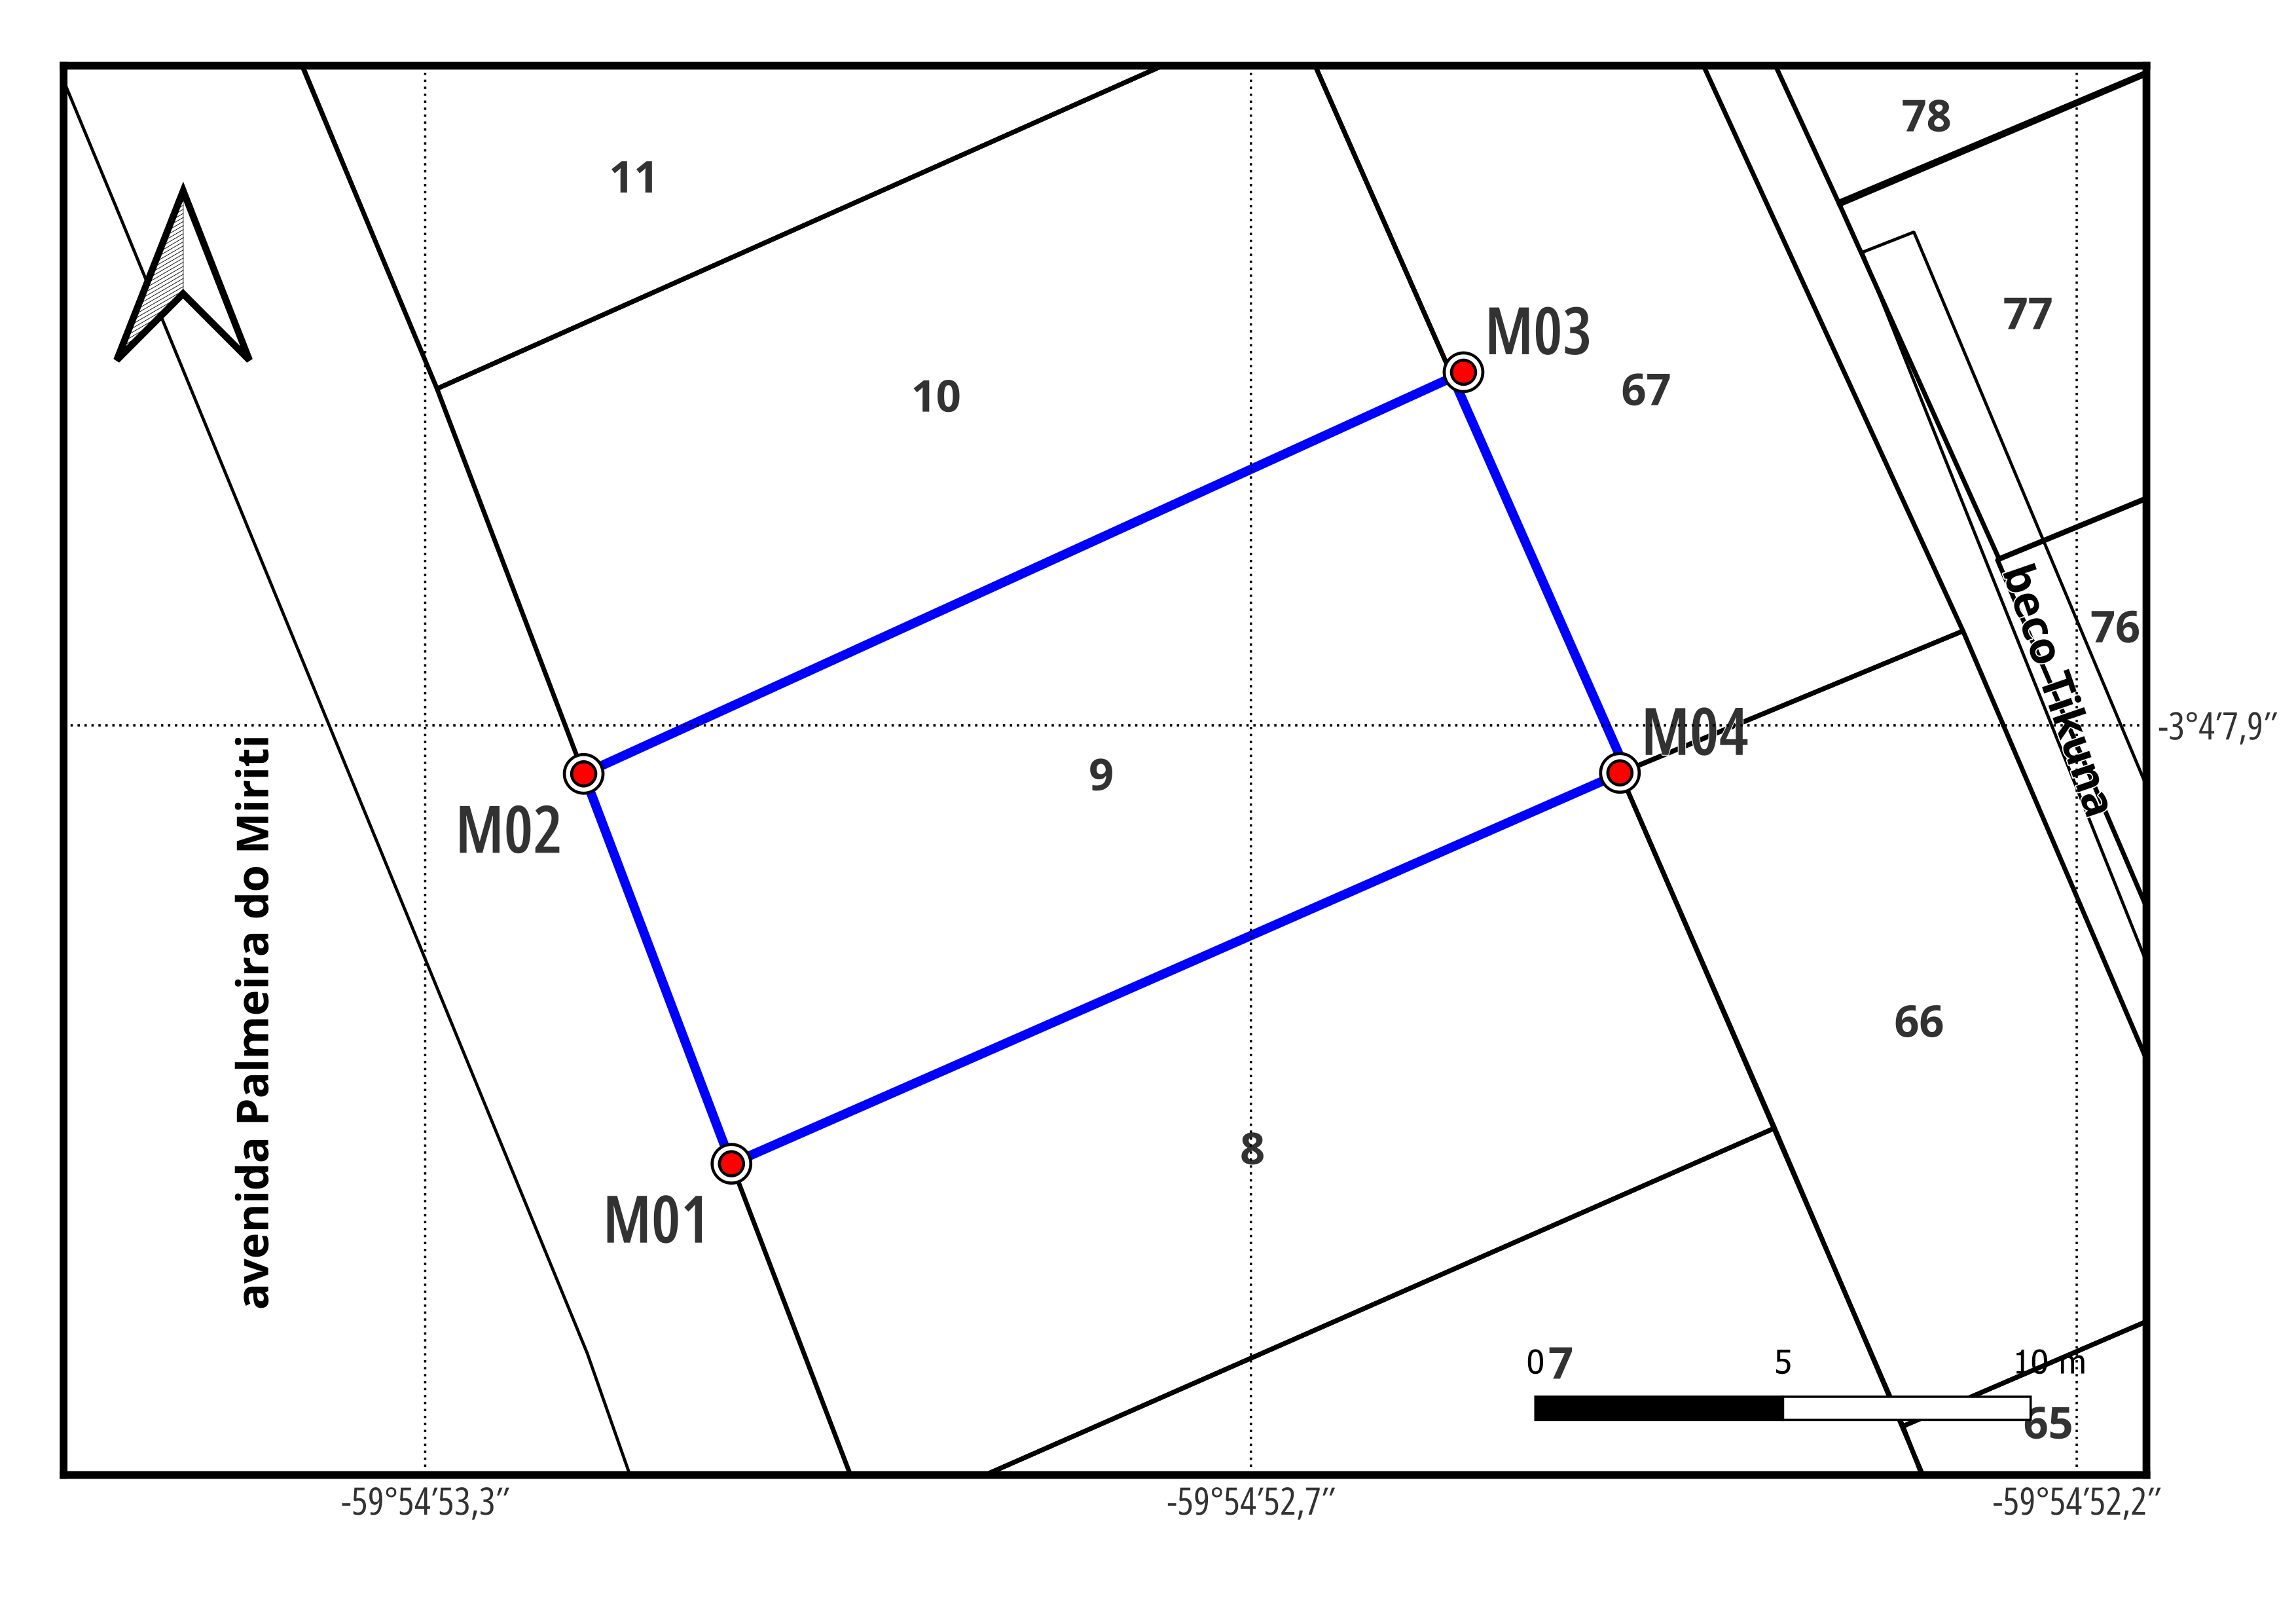 78
11
77
M03
67
10
beco Tikuna
76
M04
-3°4′7,9″
9
M02
avenida Palmeira do Miriti
66
8
M01
0
7
5
10 m
65
-59°54′53,3″
-59°54′52,7″
-59°54′52,2″